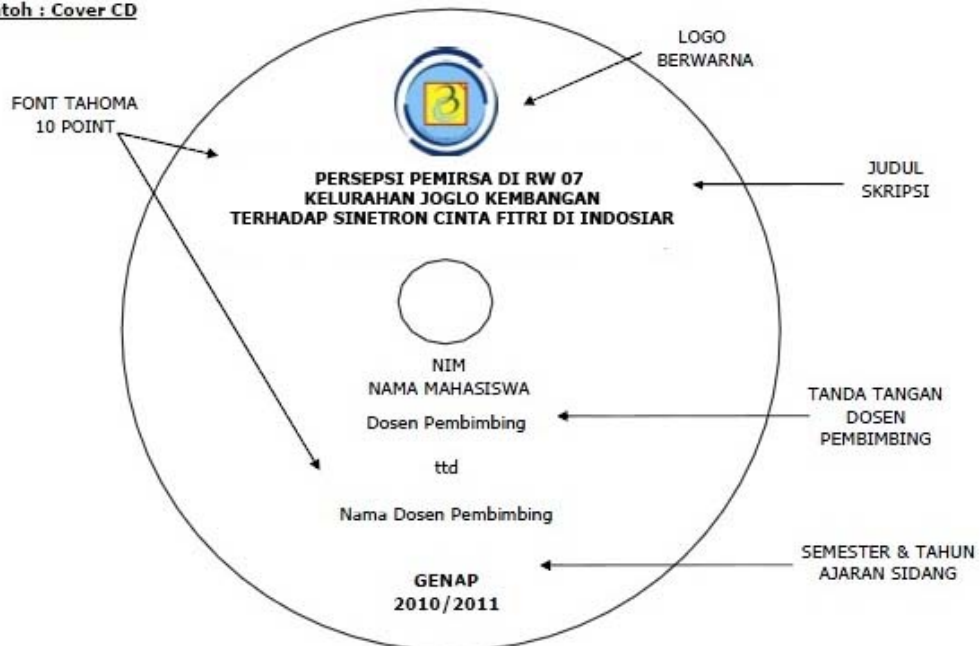 ntoh : Cover CD
LOGO
BERWARNA
FONT TAHOMA
10 POINT
PERSEPSI PEMIRSA DI RW 07
KELURAHAN JOGLO KEMBANGAN
TERHADAP SINETRON CINTA FITRI DI INDOSIAR
JUDUL
SKRIPSI
NIM
NAMA MAHASISWA
Dosen Pembimbing
TANDA TANGAN
DOSEN
PEMBIMBING
ttd
Nama Dosen Pembimbing
SEMESTER & TAHUN
AJARAN SIDANG
GENAP
2010/2011